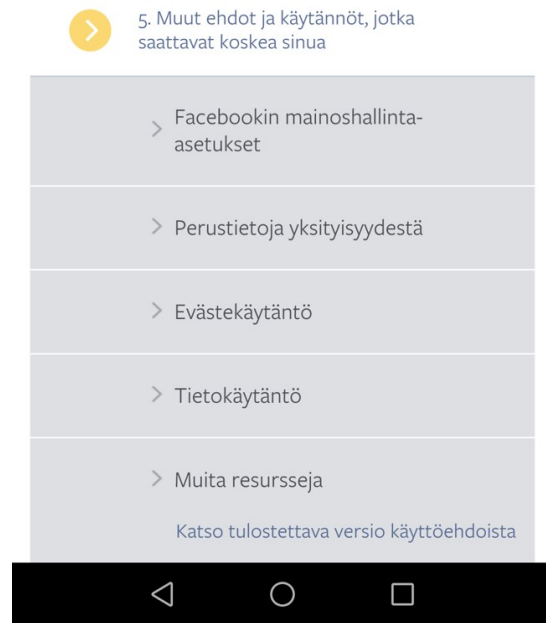 5. Muut ehdot ja käytännöt, jotka
saattavat koskea sinua
Facebookin mainoshallinta-
asetukset
Perustietoja yksityisyydestä
Evästekäytäntö
Tietokäytäntö
Muita resursseja
Katso tulostettava versio käyttöehdoista